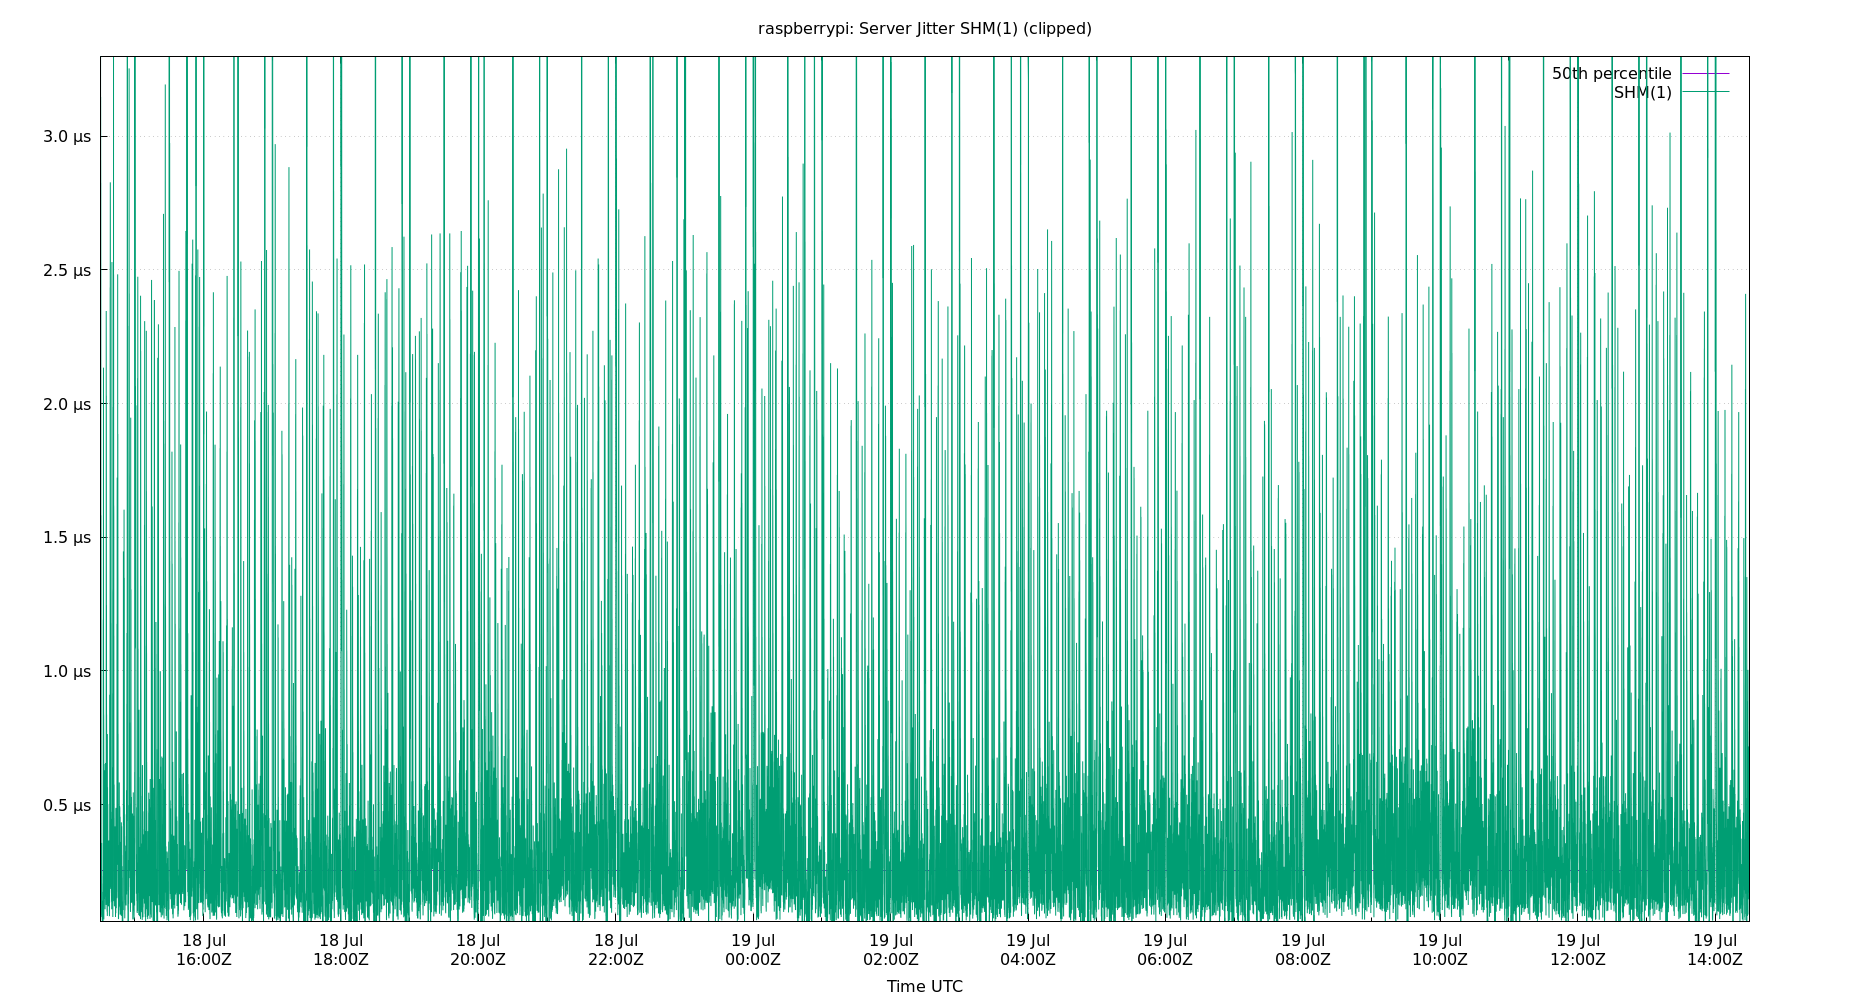 raspberrypi: Server Jitter SHM(1) (clipped)
50th percentile
SHM(1)
3.0 µs
2.5 µs
2.0 µs
1.5 µs
1.0 µs
0.5 µs
18 Jul 18 Jul 18 Jul 18 Jul 19 Jul 19 Jul 19 Jul 19 Jul 19 Jul 19 Jul 19 Jul 19 Jul
16:00Z 18:00Z 20:00Z 22:00Z 00:00Z 02:00Z 04:00Z 06:00Z 08:00Z 10:00Z 12:00Z 14:00Z
Time UTC